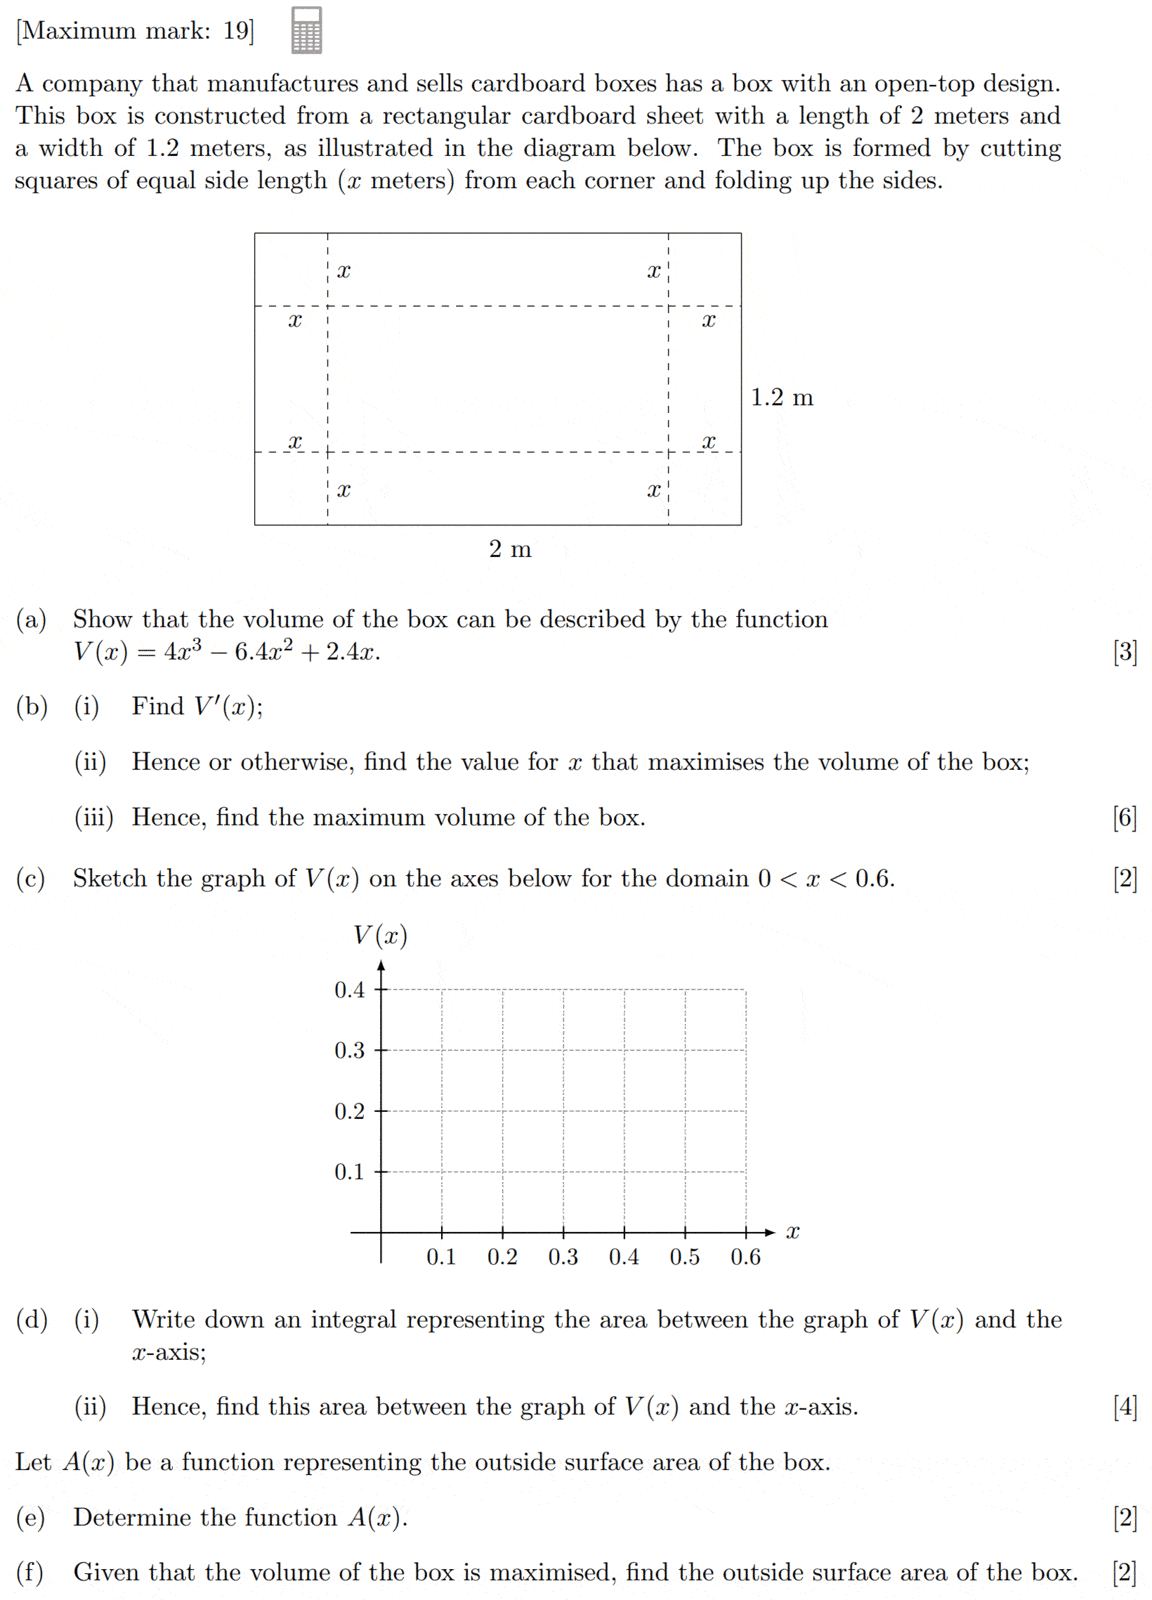 [Maximum mark: 19]
A company that manufactures and sells cardboard boxes has a box with an open-top design.
This box is constructed from a rectangular cardboard sheet with a length of 2 meters and
a width of 1.2 meters, as illustrated in the diagram below. The box is formed by cutting
squares of equal side length (x meters) from each corner and folding up the sides.
x x
x x
1.2 m
x x
x x
2 m
(a) Show that the volume of the box can be described by the function
V(x) = 4x³ − 6.4x² + 2.4x. [3]
(b) (i) Find V′(x);
(ii) Hence or otherwise, find the value for x that maximises the volume of the box;
(iii) Hence, find the maximum volume of the box. [6]
(c) Sketch the graph of V(x) on the axes below for the domain 0 < x < 0.6. [2]
V(x)
0.4
0.3
0.2
0.1
x
0.1 0.2 0.3 0.4 0.5 0.6
(d) (i) Write down an integral representing the area between the graph of V(x) and the
x-axis;
(ii) Hence, find this area between the graph of V(x) and the x-axis. [4]
Let A(x) be a function representing the outside surface area of the box.
(e) Determine the function A(x). [2]
(f) Given that the volume of the box is maximised, find the outside surface area of the box. [2]